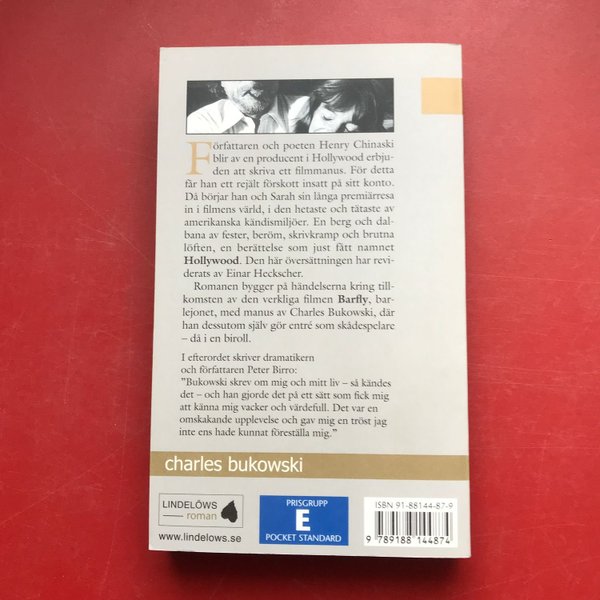 Författaren och poeten Henry Chinaski
blir av en producent i Hollywood erbju-
den att skriva ett filmmanus. För detta
får han ett rejält förskott insatt på sitt konto.
Då börjar han och Sarah sin långa premiärresa
in i filmens värld, i den hetaste och tätaste av
amerikanska kändismiljöer. En berg och dal-
bana av fester, beröm, skrivkramp och brutna
löften, en berättelse som just fått namnet
Hollywood. Den här översättningen har revi-
derats av Einar Heckscher.
Romanen bygger på händelserna kring till-
komsten av den verkliga filmen Barfly, bar-
lejonet, med manus av Charles Bukowski, där
han dessutom själv gör entré som skådespelare
– då i en biroll.
I efterordet skriver dramatikern
och författaren Peter Birro:
”Bukowski skrev om mig och mitt liv – så kändes
det – och han gjorde det på ett sätt som fick mig
att känna mig vacker och värdefull. Det var en
omskakande upplevelse och gav mig en tröst jag
inte ens hade kunnat föreställa mig.”
charles bukowski
LINDELÖWS
roman
www.lindelows.se
PRISGRUPP
E
POCKET STANDARD
ISBN 91-88144-87-9
9 789188 144874